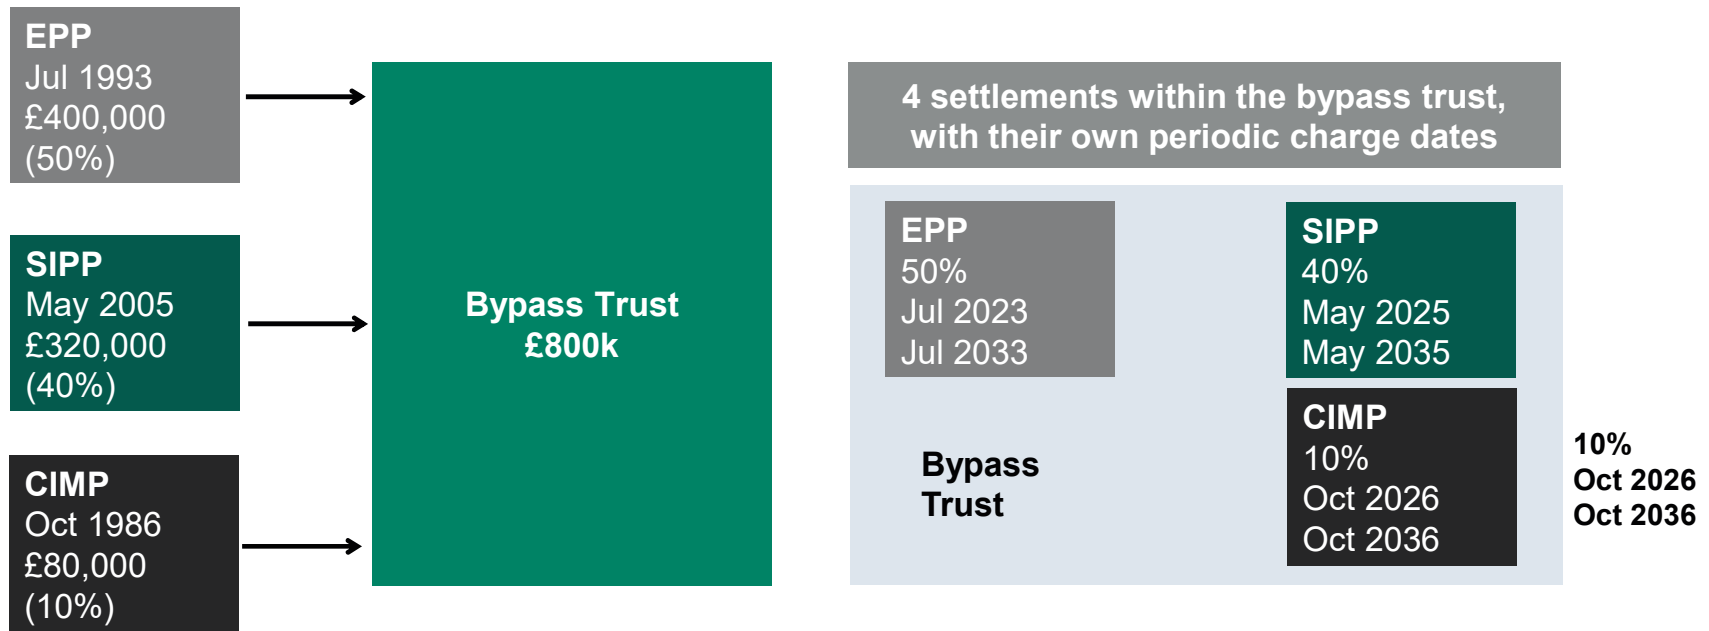 EPP
Jul 1993
£400,000
(50%)
SIPP
May 2005
£320,000
(40%)
CIMP
Oct 1986
£80,000
(10%)
Bypass Trust
£800k
4 settlements within the bypass trust,
with their own periodic charge dates
EPP
50%
Jul 2023
Jul 2033
SIPP
40%
May 2025
May 2035
Bypass
Trust
CIMP
10%
Oct 2026
Oct 2036
10%
Oct 2026
Oct 2036